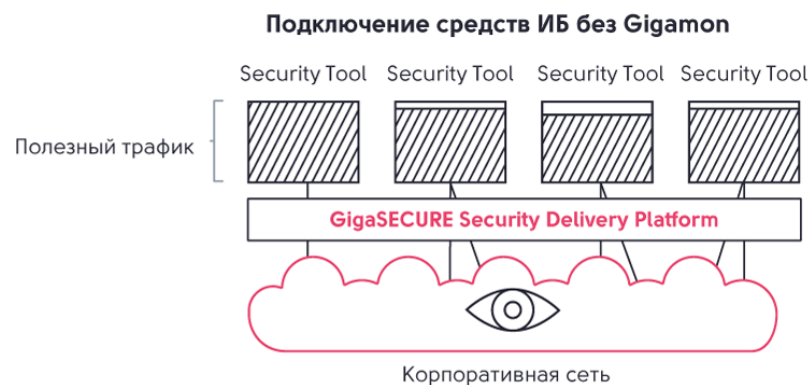 Подключение средств ИБ без Gigamon
Security Tool Security Tool Security Tool Security Tool
Полезный трафик
GigaSECURE Security Delivery Platform
Корпоративная сеть